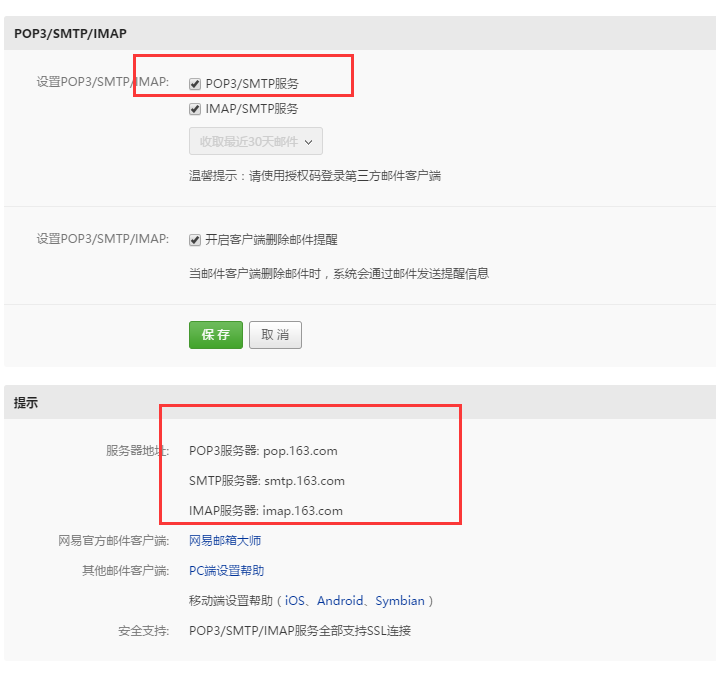 POP3/SMTP/IMAP
设置POP3/SMTP/IMAP: POP3/SMTP服务
IMAP/SMTP服务
收取最近30天邮件
温馨提示：请使用授权码登录第三方邮件客户端
设置POP3/SMTP/IMAP: 开启客户端删除邮件提醒
当邮件客户端删除邮件时，系统会通过邮件发送提醒信息
保存 取消
提示
服务器地址: POP3服务器: pop.163.com
SMTP服务器: smtp.163.com
IMAP服务器: imap.163.com
网易官方邮件客户端: 网易邮箱大师
其他邮件客户端: PC端设置帮助
移动端设置帮助（iOS、Android、Symbian）
安全支持: POP3/SMTP/IMAP服务全部支持SSL连接